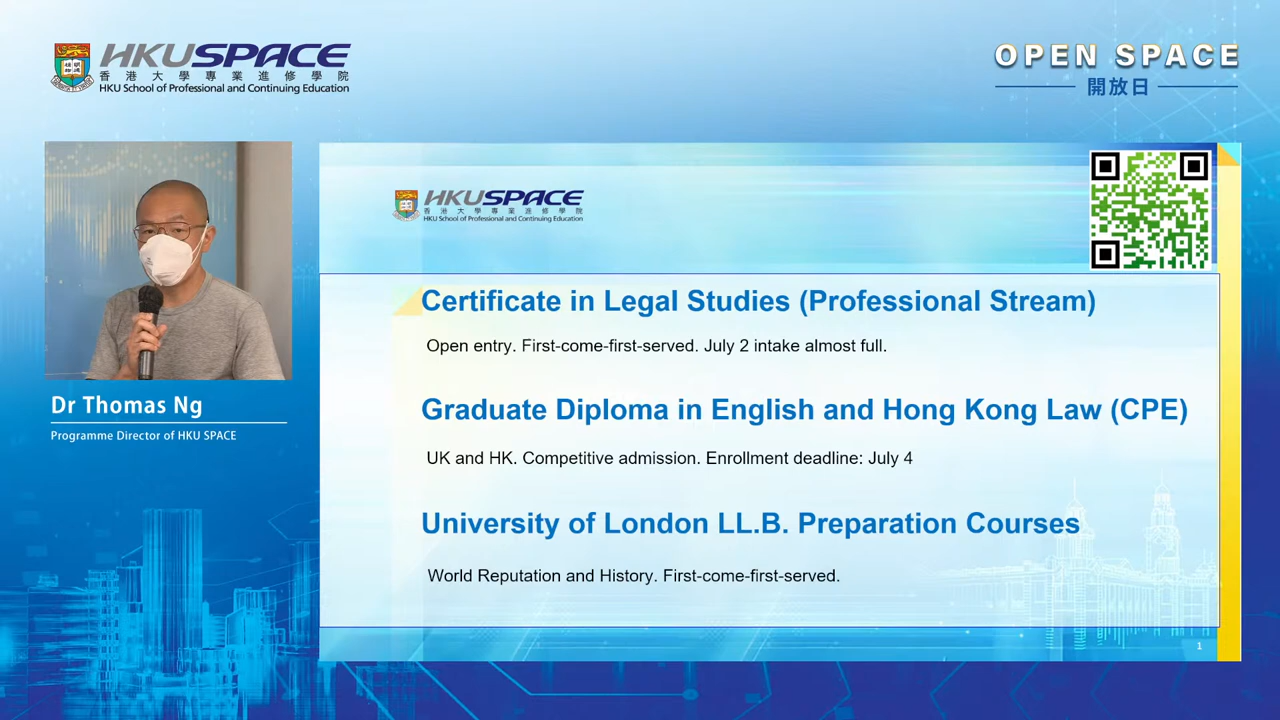 HKUSPACE
香港大學專業進修學院
HKU School of Professional and Continuing Education
OPEN SPACE
開放日
HKUSPACE
香港大學專業進修學院
HKU School of Professional and Continuing Education
Certificate in Legal Studies (Professional Stream)
Open entry. First-come-first-served. July 2 intake almost full.
Graduate Diploma in English and Hong Kong Law (CPE)
UK and HK. Competitive admission. Enrollment deadline: July 4
University of London LL.B. Preparation Courses
World Reputation and History. First-come-first-served.
1
Dr Thomas Ng
Programme Director of HKU SPACE